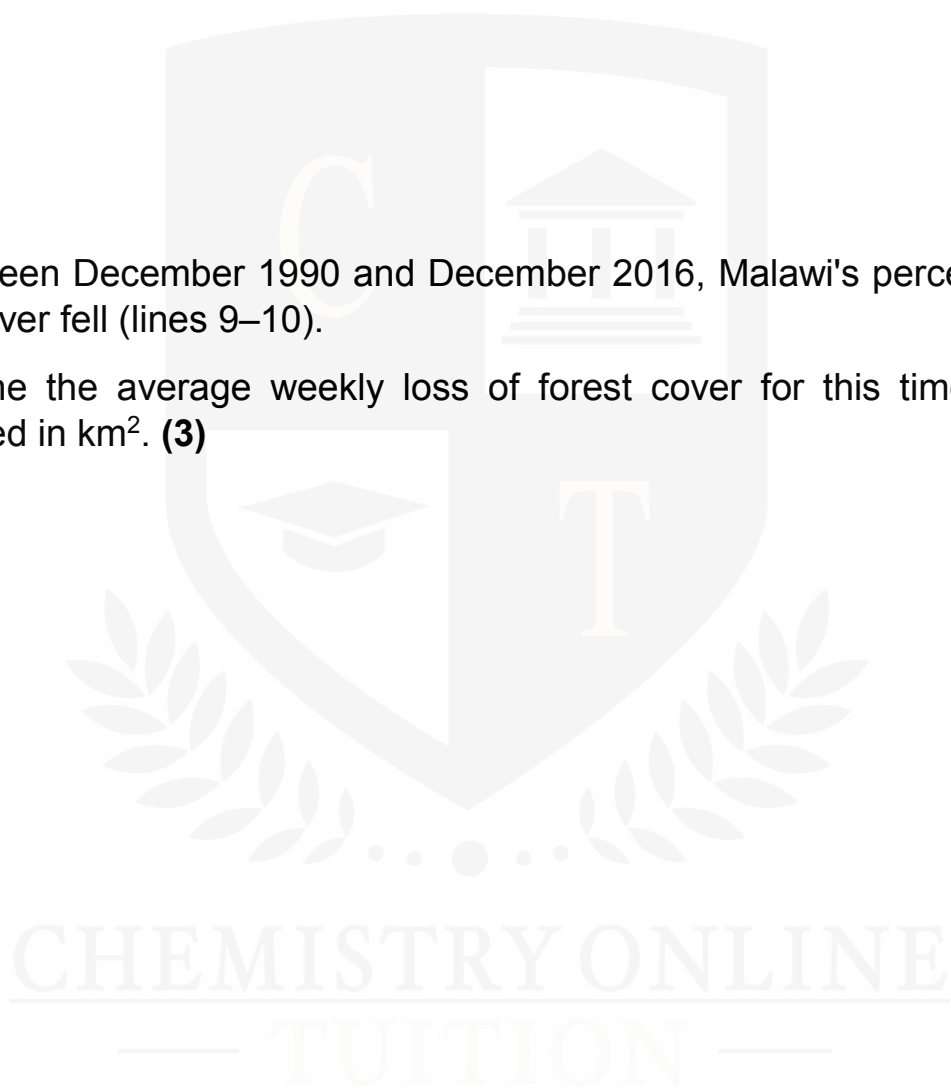 een December 1990 and December 2016, Malawi's perce
ver fell (lines 9–10).
ne the average weekly loss of forest cover for this tim
ed in km². (3)
C
T
CHEMISTRY ONLINE
TUITION